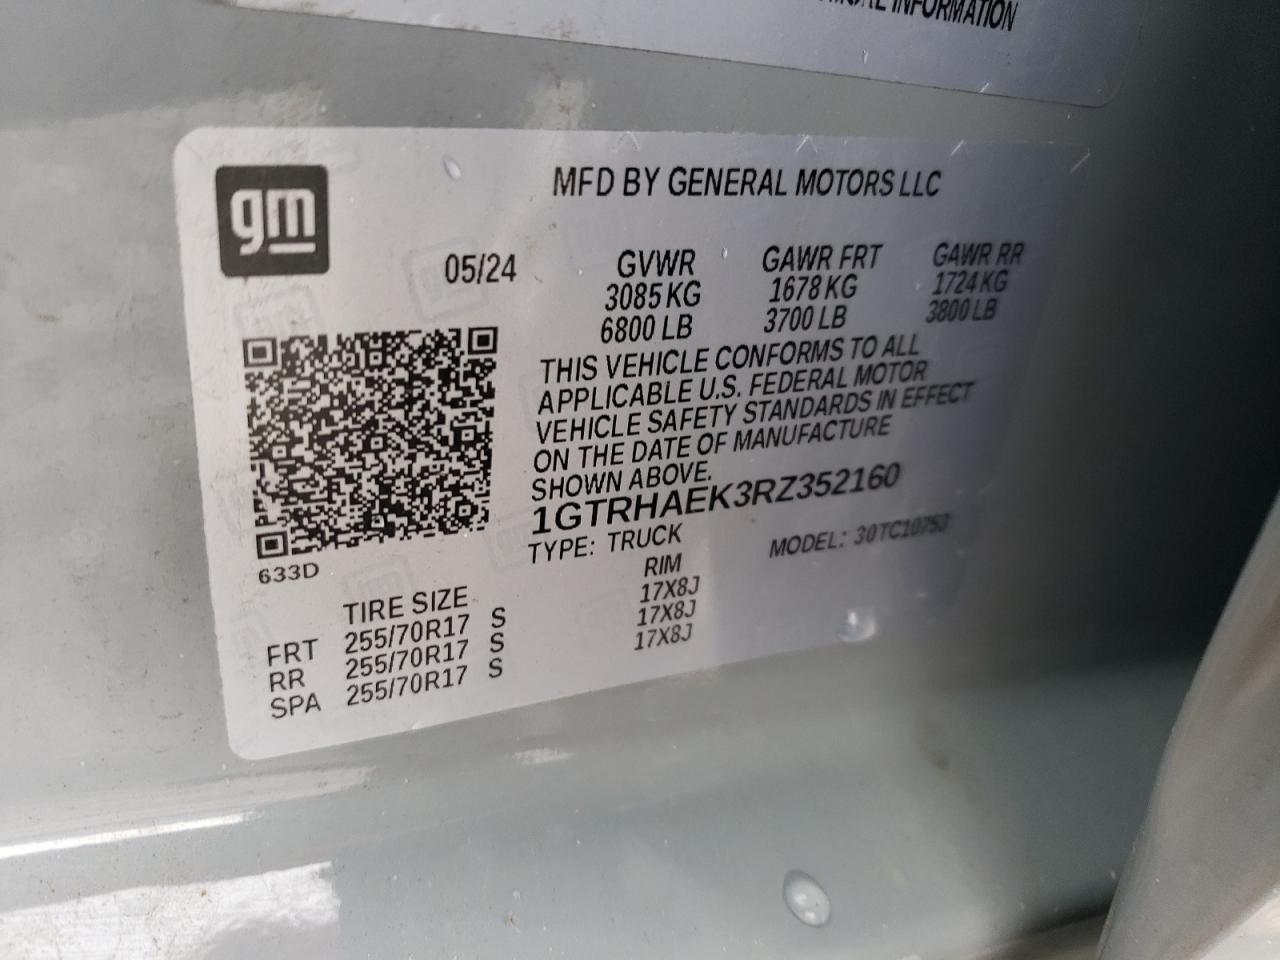 INFORMATION
gm
MFD BY GENERAL MOTORS LLC
05/24
GVWR GAWR FRT GAWR RR
3085 KG 1678 KG 1724 KG
6800 LB 3700 LB 3800 LB
THIS VEHICLE CONFORMS TO ALL
APPLICABLE U.S. FEDERAL MOTOR
VEHICLE SAFETY STANDARDS IN EFFECT
ON THE DATE OF MANUFACTURE
SHOWN ABOVE.
1GTRHAEK3RZ352160
TYPE: TRUCK MODEL: 30TC10753
633D
TIRE SIZE RIM
FRT 255/70R17 S 17X8J
RR 255/70R17 S 17X8J
SPA 255/70R17 S 17X8J